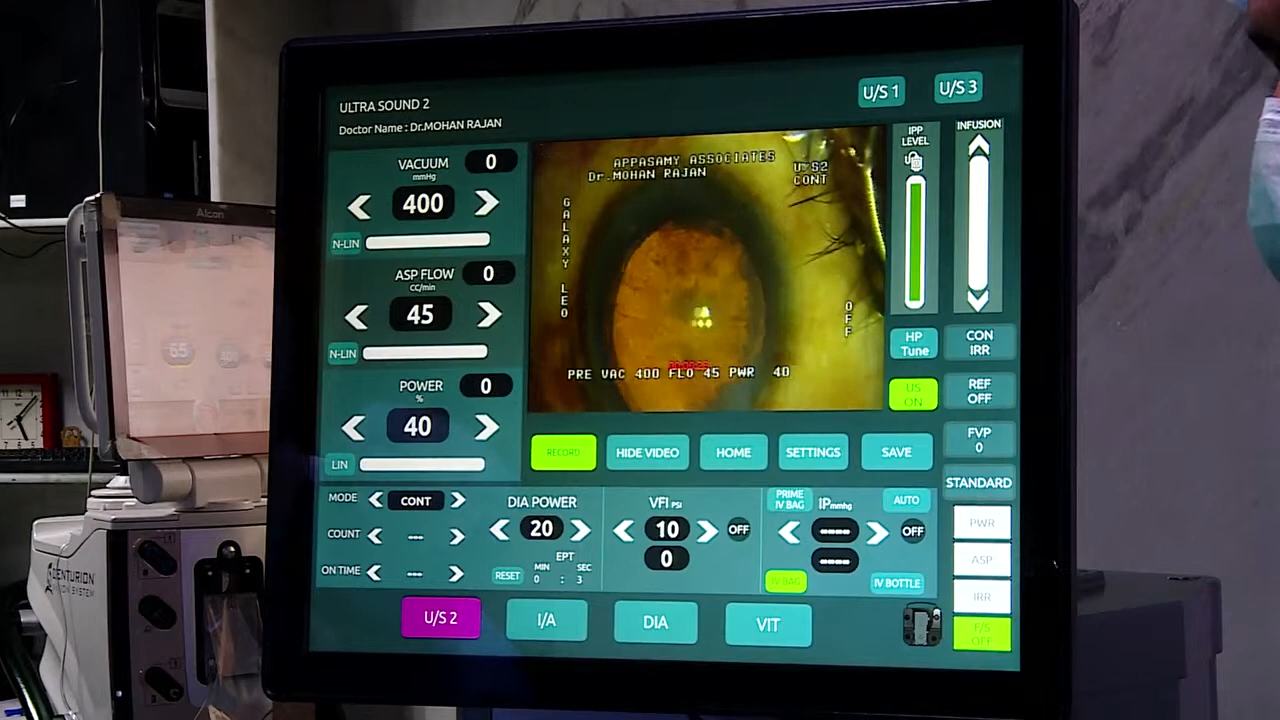 ULTRA SOUND 2
Doctor Name : Dr.MOHAN RAJAN
U/S 1
U/S 3
VACUUM
mmHg
0
400
N-LIN
ASP FLOW
CC/min
0
45
N-LIN
POWER
%
0
40
LIN
APPASAMY ASSOCIATES
Dr.MOHAN RAJAN
U/S2
CONT
GALAXY LEO
OFF
PRE VAC 400 FLO 45 PWR 40
IPP
LEVEL
INFUSION
HP
Tune
CON
IRR
US
ON
REF
OFF
FVP
0
STANDARD
RECORD
HIDE VIDEO
HOME
SETTINGS
SAVE
MODE
CONT
COUNT
---
ON TIME
---
DIA POWER
20
EPT
RESET
MIN
0
:
SEC
3
VFI PSI
10
OFF
0
PRIME
IV BAG
IPmmhg
AUTO
----
OFF
----
IV BAG
IV BOTTLE
PWR
ASP
IRR
F/S
OFF
U/S 2
I/A
DIA
VIT
Alcon
65
CENTURION